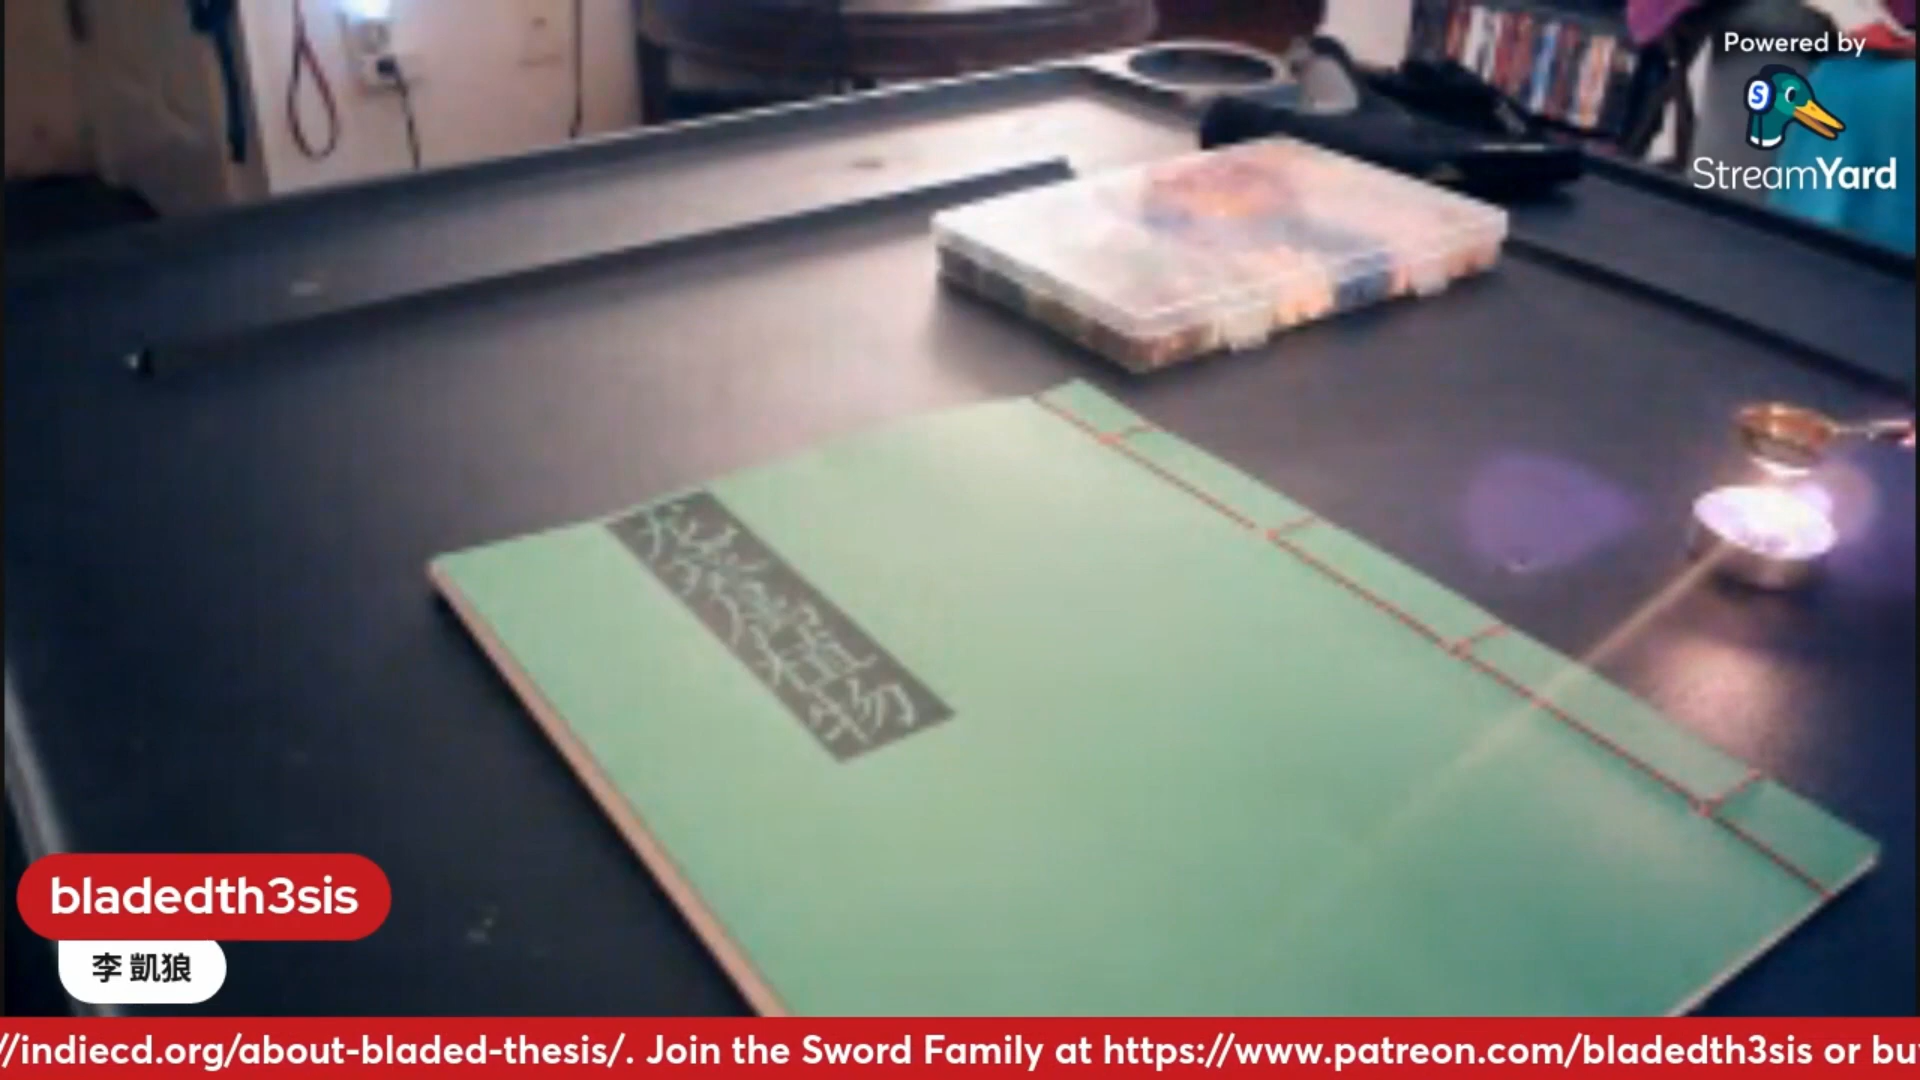 Powered by
S
StreamYard
bladedth3sis
李 凱狼
//indiecd.org/about-bladed-thesis/. Join the Sword Family at https://www.patreon.com/bladedth3sis or bu